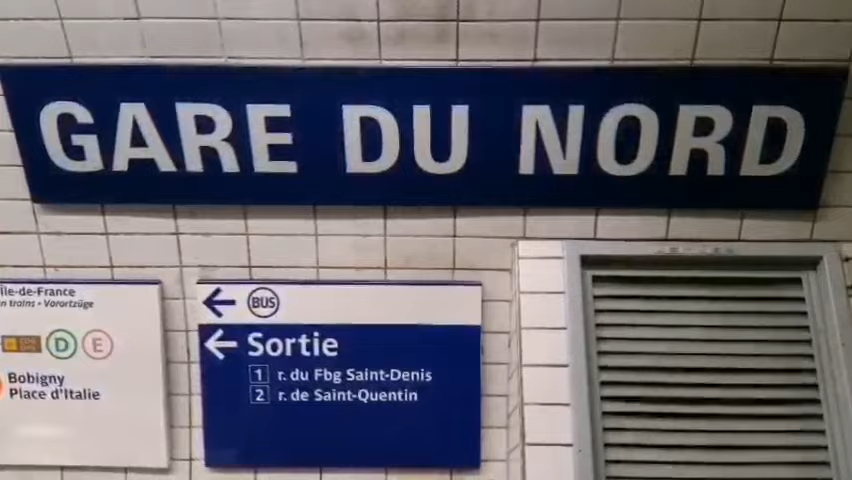 GARE DU NORD
Île-de-France
trains • Vorortzüge
D E
Bobigny
Place d'Italie
BUS
Sortie
1 r. du Fbg Saint-Denis
2 r. de Saint-Quentin